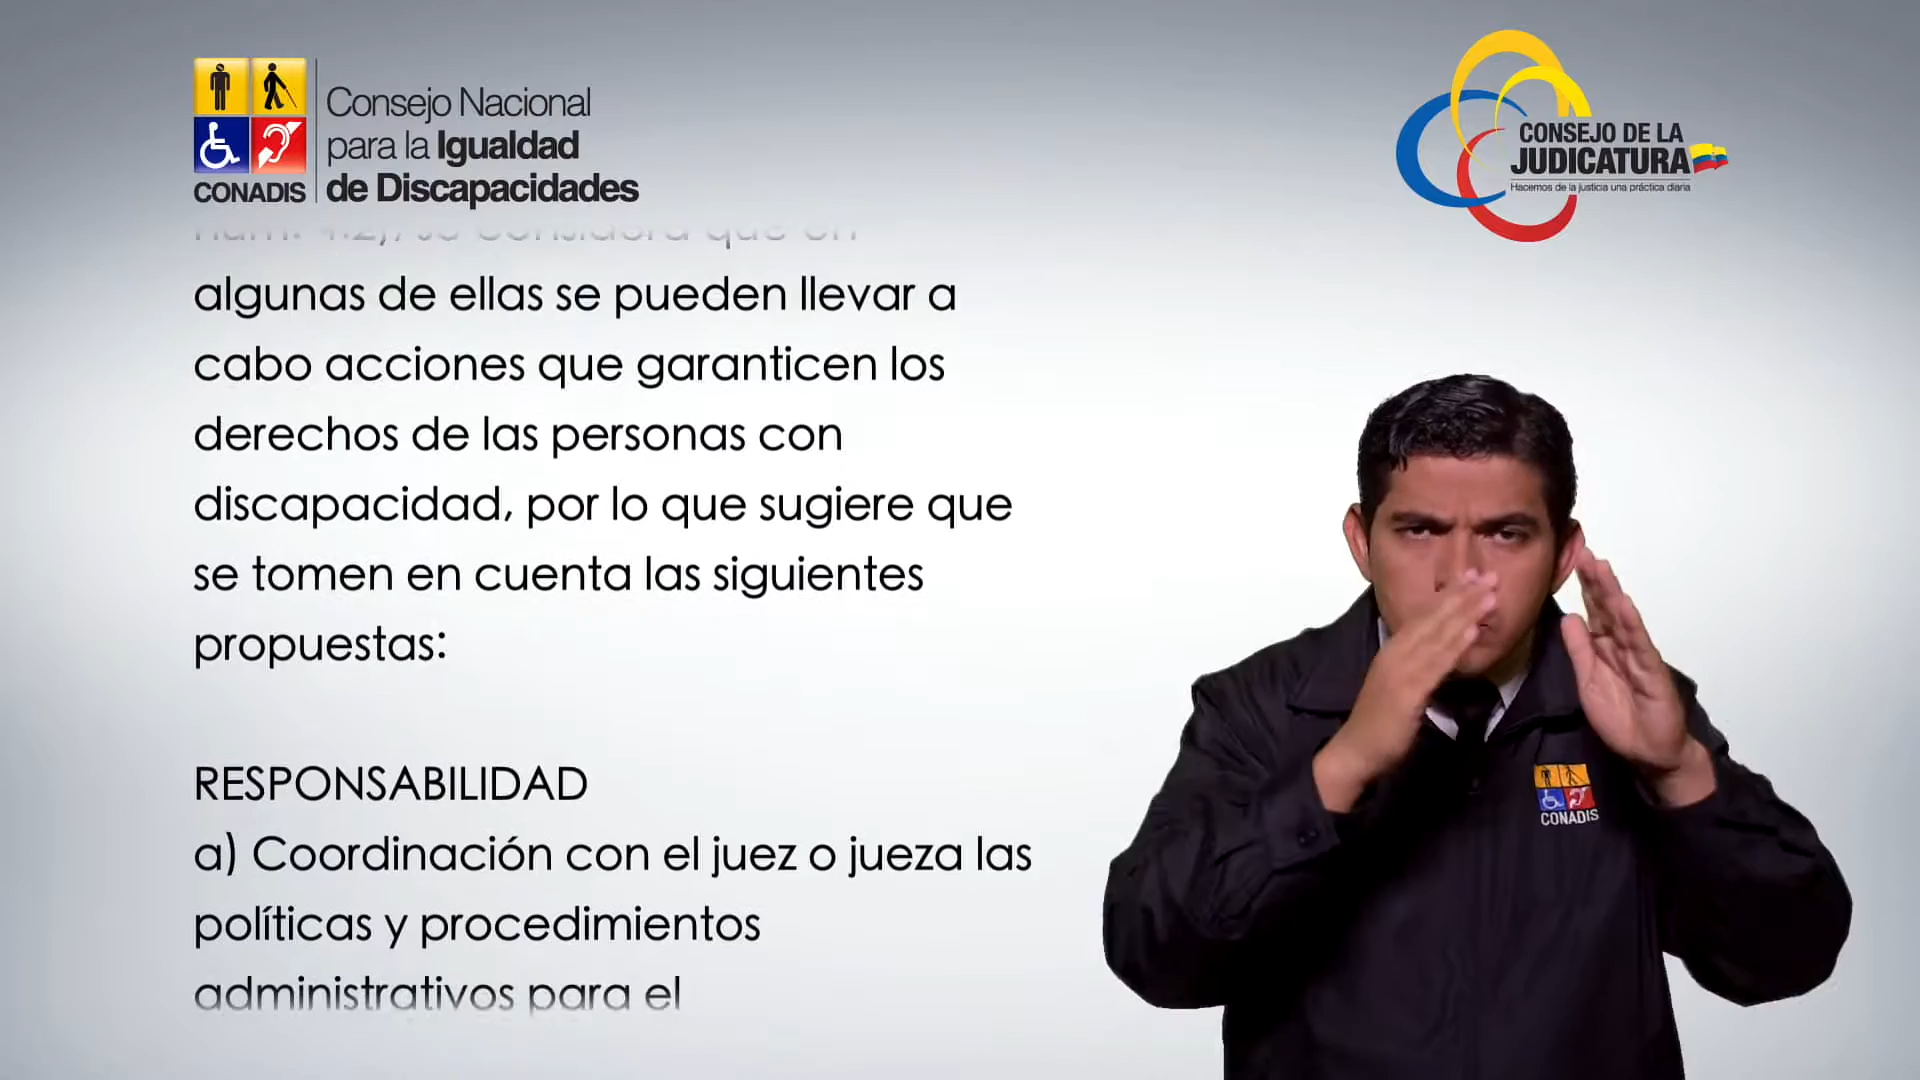 Consejo Nacional
para la Igualdad
de Discapacidades
CONADIS
CONSEJO DE LA
JUDICATURA
Hacemos de la justicia una práctica diaria
algunas de ellas se pueden llevar a
cabo acciones que garanticen los
derechos de las personas con
discapacidad, por lo que sugiere que
se tomen en cuenta las siguientes
propuestas:
RESPONSABILIDAD
a) Coordinación con el juez o jueza las
políticas y procedimientos
administrativos para el
CONADIS